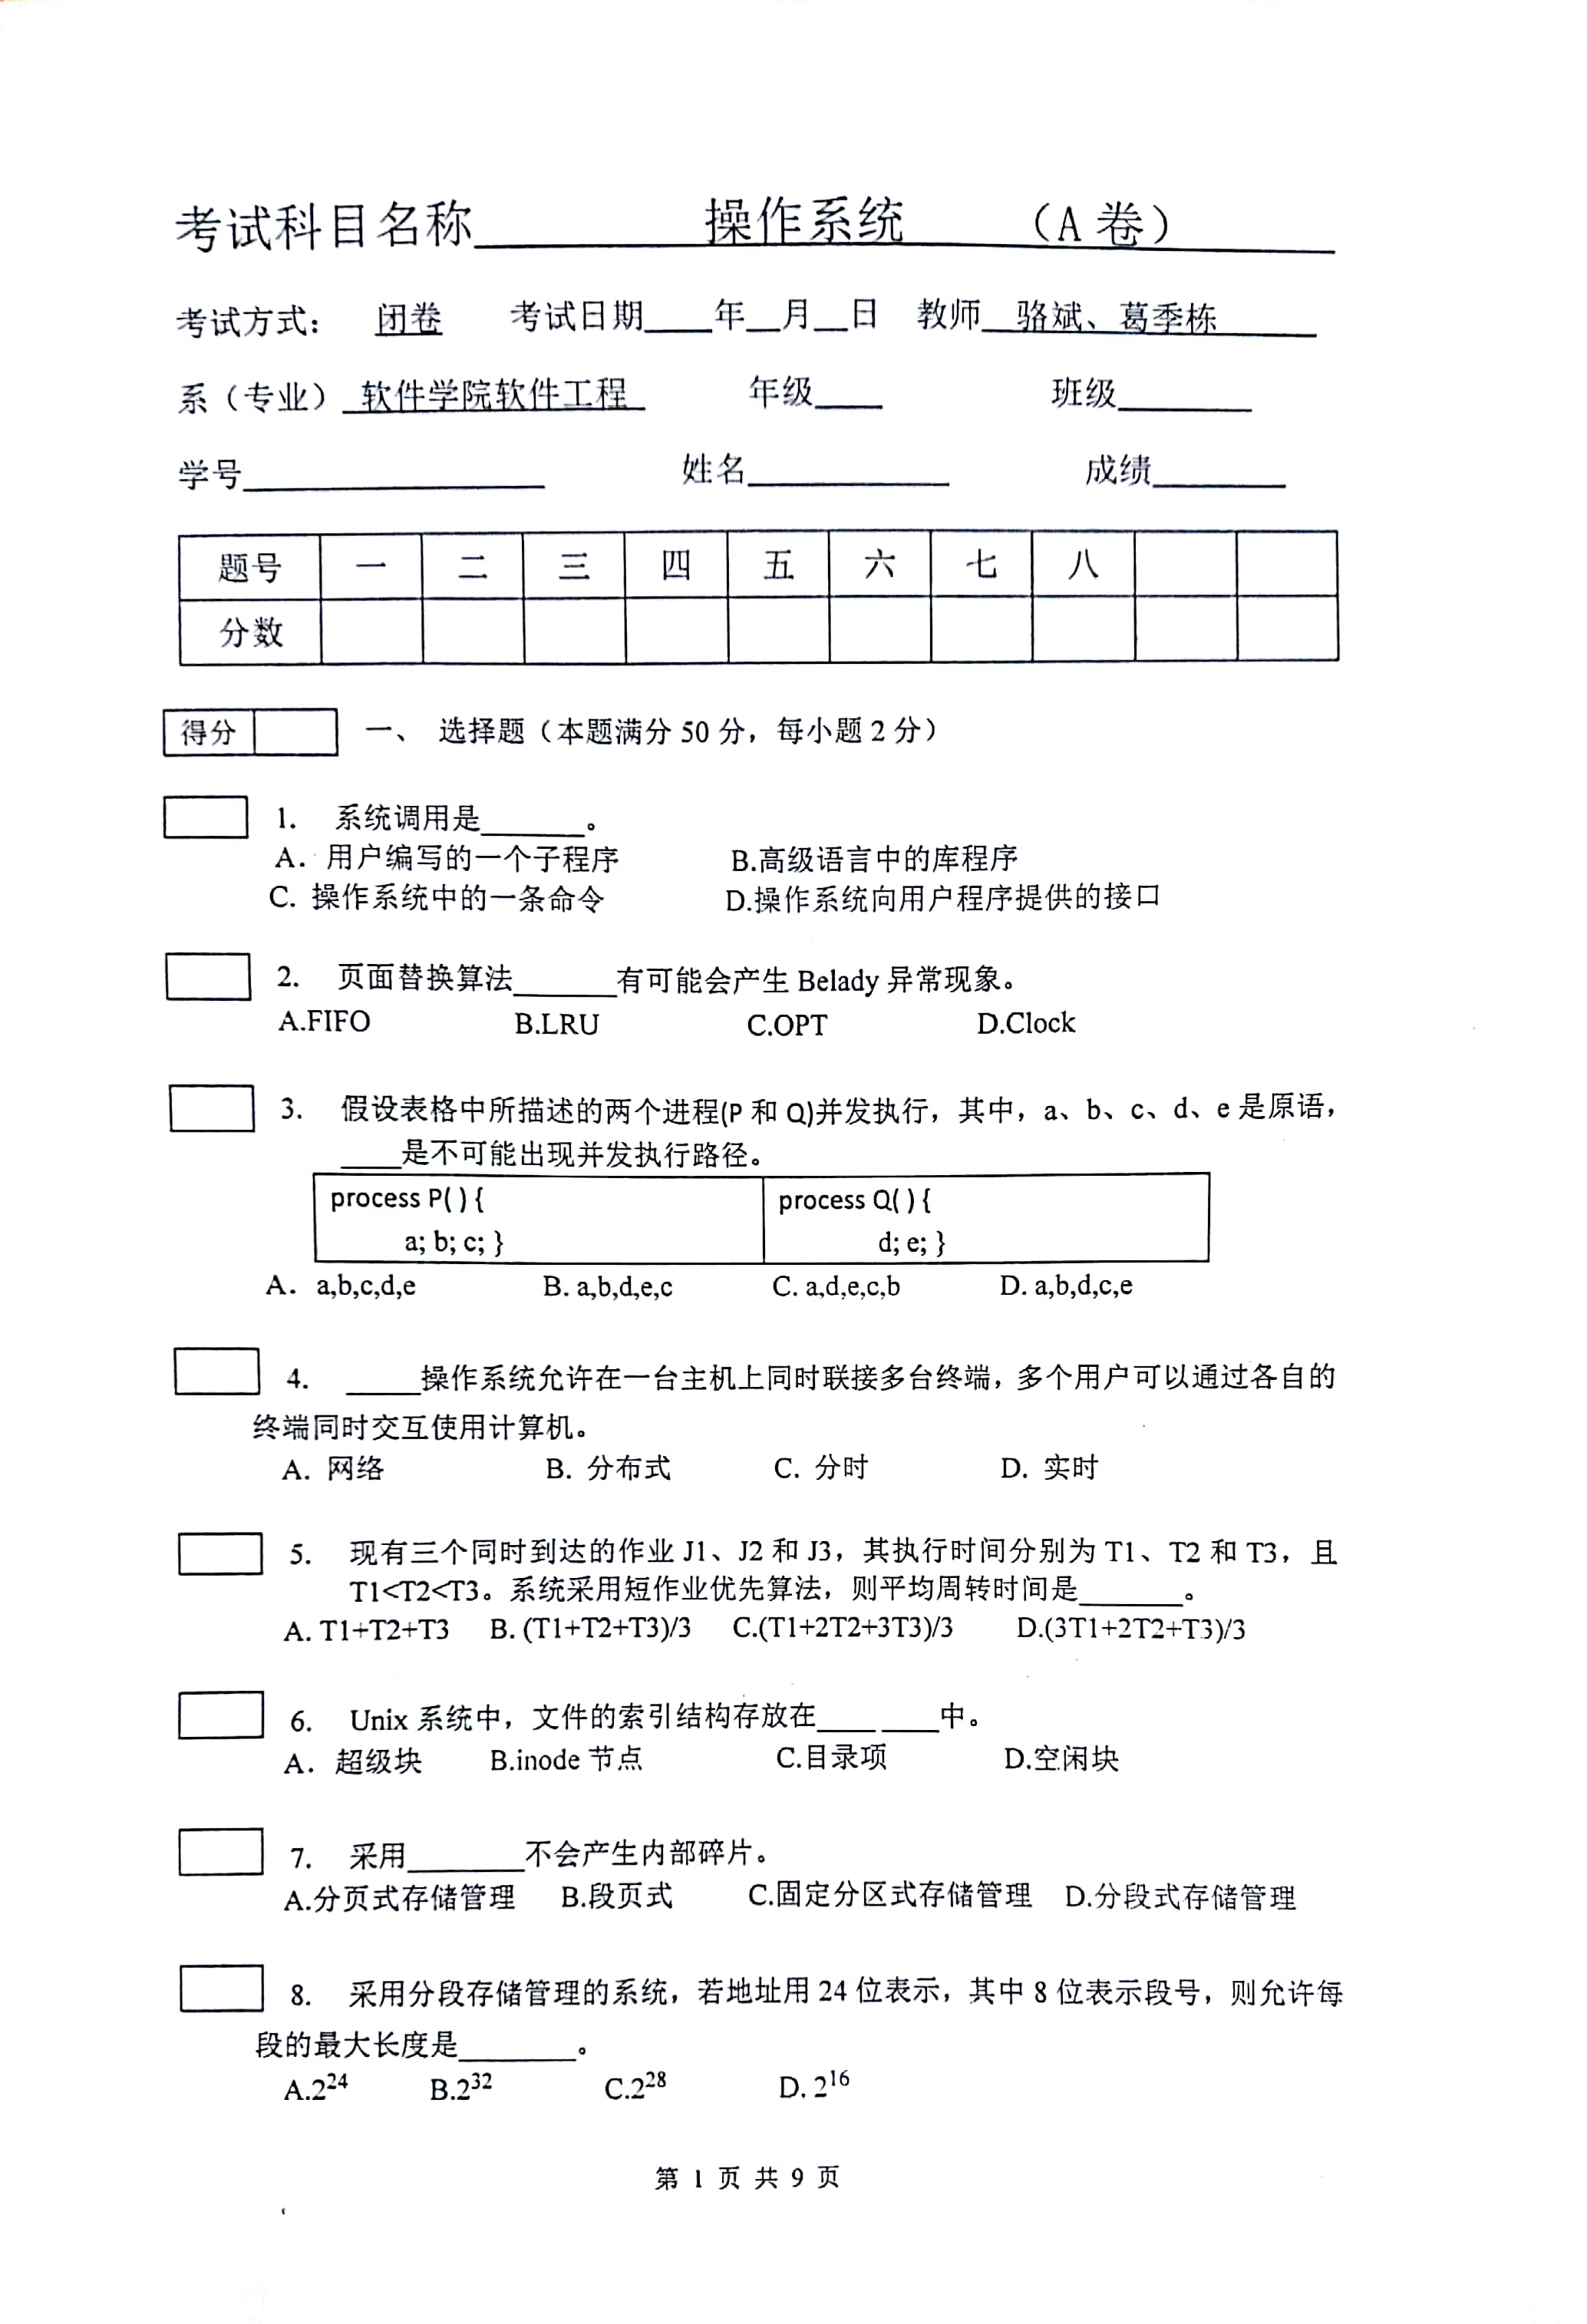 考试科目名称 操作系统 （A 卷）
考试方式： 闭卷 考试日期____年__月__日 教师 骆斌、葛季栋
系（专业） 软件学院软件工程 年级____ 班级________
学号__________________ 姓名____________ 成绩________
题号 一 二 三 四 五 六 七 八
分数
得分 一、 选择题（本题满分 50 分，每小题 2 分）
1. 系统调用是_______。
A. 用户编写的一个子程序 B.高级语言中的库程序
C. 操作系统中的一条命令 D.操作系统向用户程序提供的接口
2. 页面替换算法_______有可能会产生 Belady 异常现象。
A.FIFO B.LRU C.OPT D.Clock
3. 假设表格中所描述的两个进程(P 和 Q)并发执行，其中，a、b、c、d、e 是原语，
____是不可能出现并发执行路径。
process P( ) { process Q( ) {
a; b; c; } d; e; }
A. a,b,c,d,e B. a,b,d,e,c C. a,d,e,c,b D. a,b,d,c,e
4. _____操作系统允许在一台主机上同时联接多台终端，多个用户可以通过各自的
终端同时交互使用计算机。
A. 网络 B. 分布式 C. 分时 D. 实时
5. 现有三个同时到达的作业 J1、J2 和 J3，其执行时间分别为 T1、T2 和 T3，且
T1<T2<T3。系统采用短作业优先算法，则平均周转时间是_______。
A. T1+T2+T3 B. (T1+T2+T3)/3 C.(T1+2T2+3T3)/3 D.(3T1+2T2+T3)/3
6. Unix 系统中，文件的索引结构存放在____ ____中。
A. 超级块 B.inode 节点 C.目录项 D.空闲块
7. 采用________不会产生内部碎片。
A.分页式存储管理 B.段页式 C.固定分区式存储管理 D.分段式存储管理
8. 采用分段存储管理的系统，若地址用 24 位表示，其中 8 位表示段号，则允许每
段的最大长度是________。
A.2^24 B.2^32 C.2^28 D. 2^16
第 1 页 共 9 页